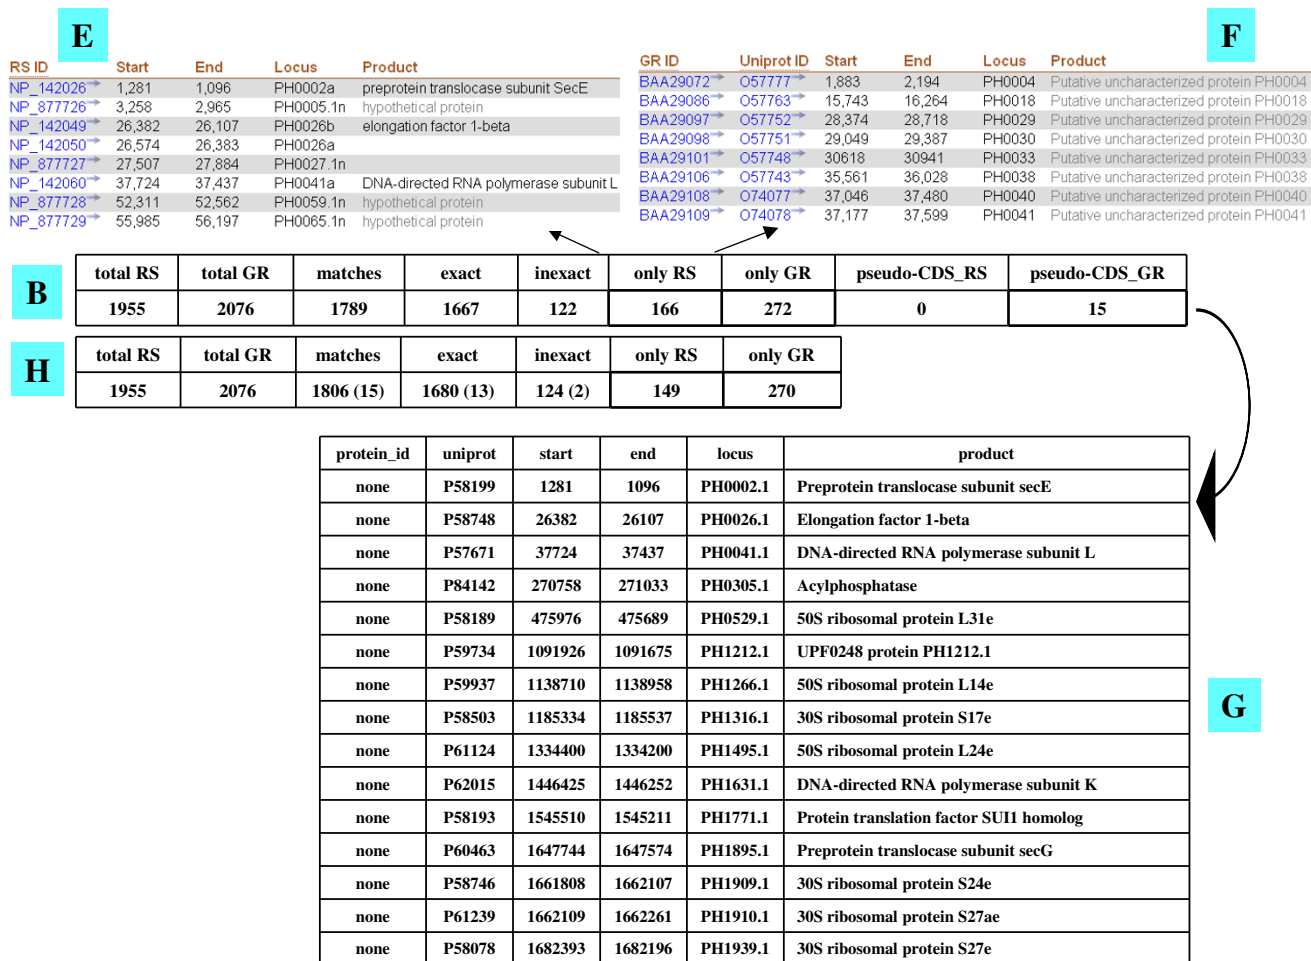 E
RS ID Start End Locus Product
NP_142026 1,281 1,096 PH0002a preprotein translocase subunit SecE
NP_877726 3,258 2,965 PH0005.1n hypothetical protein
NP_142049 26,382 26,107 PH0026b elongation factor 1-beta
NP_142050 26,574 26,383 PH0026a
NP_877727 27,507 27,884 PH0027.1n
NP_142060 37,724 37,437 PH0041a DNA-directed RNA polymerase subunit L
NP_877728 52,311 52,562 PH0059.1n hypothetical protein
NP_877729 55,985 56,197 PH0065.1n hypothetical protein
F
GR ID Uniprot ID Start End Locus Product
BAA29072 O57777 1,883 2,194 PH0004 Putative uncharacterized protein PH0004
BAA29086 O57763 15,743 16,264 PH0018 Putative uncharacterized protein PH0018
BAA29097 O57752 28,374 28,718 PH0029 Putative uncharacterized protein PH0029
BAA29098 O57751 29,049 29,387 PH0030 Putative uncharacterized protein PH0030
BAA29101 O57748 30618 30941 PH0033 Putative uncharacterized protein PH0033
BAA29106 O57743 35,561 36,028 PH0038 Putative uncharacterized protein PH0038
BAA29108 O74077 37,046 37,480 PH0040 Putative uncharacterized protein PH0040
BAA29109 O74078 37,177 37,599 PH0041 Putative uncharacterized protein PH0041
B
total RS total GR matches exact inexact only RS only GR pseudo-CDS_RS pseudo-CDS_GR
1955 2076 1789 1667 122 166 272 0 15
H
total RS total GR matches exact inexact only RS only GR
1955 2076 1806 (15) 1680 (13) 124 (2) 149 270
protein_id uniprot start end locus product
none P58199 1281 1096 PH0002.1 Preprotein translocase subunit secE
none P58748 26382 26107 PH0026.1 Elongation factor 1-beta
none P57671 37724 37437 PH0041.1 DNA-directed RNA polymerase subunit L
none P84142 270758 271033 PH0305.1 Acylphosphatase
none P58189 475976 475689 PH0529.1 50S ribosomal protein L31e
none P59734 1091926 1091675 PH1212.1 UPF0248 protein PH1212.1
none P59937 1138710 1138958 PH1266.1 50S ribosomal protein L14e
none P58503 1185334 1185537 PH1316.1 30S ribosomal protein S17e
none P61124 1334400 1334200 PH1495.1 50S ribosomal protein L24e
none P62015 1446425 1446252 PH1631.1 DNA-directed RNA polymerase subunit K
none P58193 1545510 1545211 PH1771.1 Protein translation factor SUI1 homolog
none P60463 1647744 1647574 PH1895.1 Preprotein translocase subunit secG
none P58746 1661808 1662107 PH1909.1 30S ribosomal protein S24e
none P61239 1662109 1662261 PH1910.1 30S ribosomal protein S27ae
none P58078 1682393 1682196 PH1939.1 30S ribosomal protein S27e
G